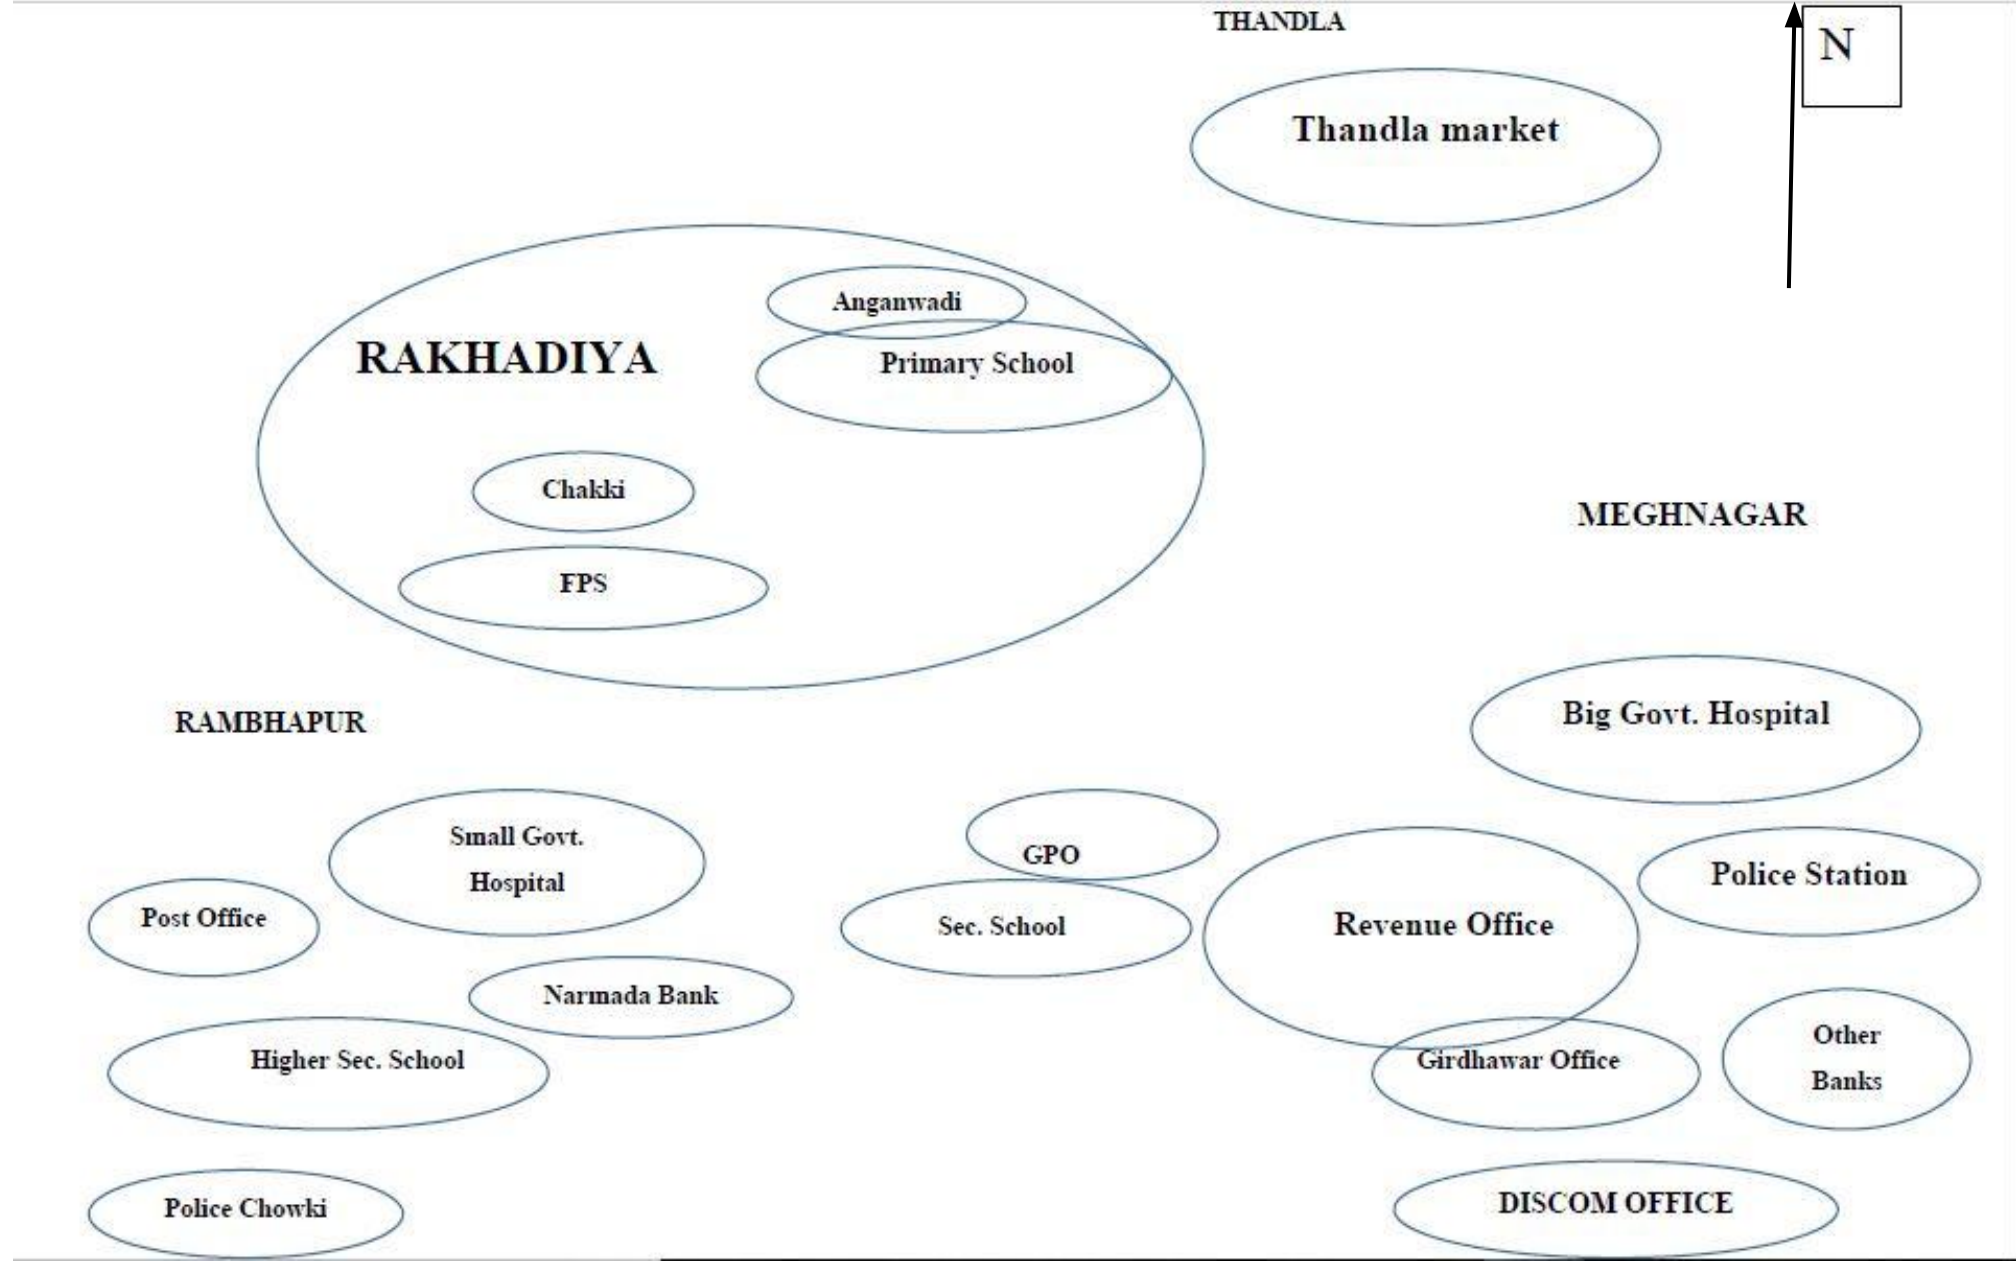 THANDLA
N
Thandla market
Anganwadi
RAKHADIYA
Primary School
Chakki
FPS
MEGHNAGAR
RAMBHAPUR
Big Govt. Hospital
Small Govt.
Hospital
GPO
Post Office
Sec. School
Revenue Office
Police Station
Narmada Bank
Higher Sec. School
Girdhawar Office
Other
Banks
Police Chowki
DISCOM OFFICE